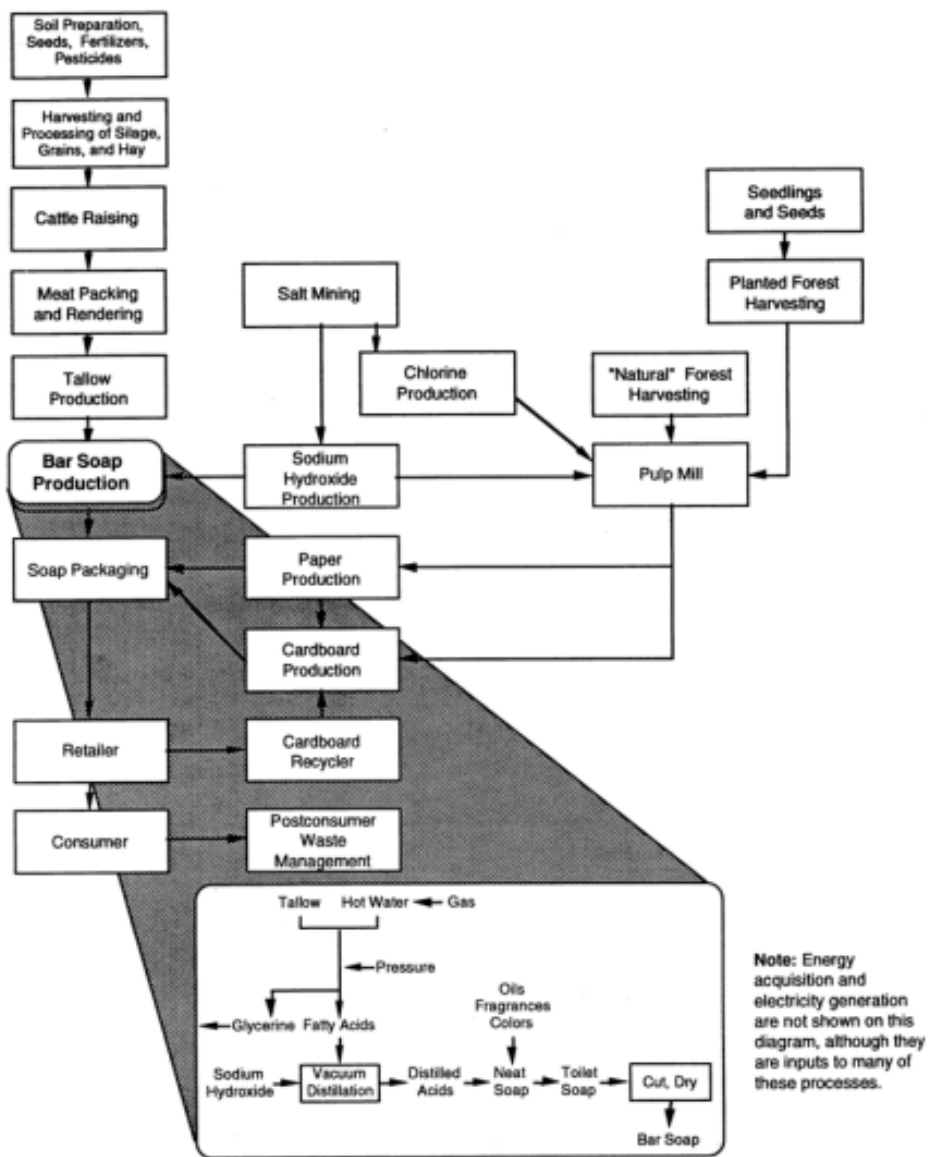 Soil Preparation,
Seeds, Fertilizers,
Pesticides
Harvesting and
Processing of Silage,
Grains, and Hay
Cattle Raising
Meat Packing
and Rendering
Tallow
Production
Bar Soap
Production
Soap Packaging
Retailer
Consumer
Salt Mining
Chlorine
Production
Sodium
Hydroxide
Production
Paper
Production
Cardboard
Production
Cardboard
Recycler
Postconsumer
Waste
Management
Seedlings
and Seeds
Planted Forest
Harvesting
"Natural" Forest
Harvesting
Pulp Mill
Tallow Hot Water Gas
Pressure
Glycerine Fatty Acids
Oils
Fragrances
Colors
Sodium
Hydroxide
Vacuum
Distillation
Distilled
Acids
Neat
Soap
Toilet
Soap
Cut, Dry
Bar Soap
Note: Energy
acquisition and
electricity generation
are not shown on this
diagram, although they
are inputs to many of
these processes.